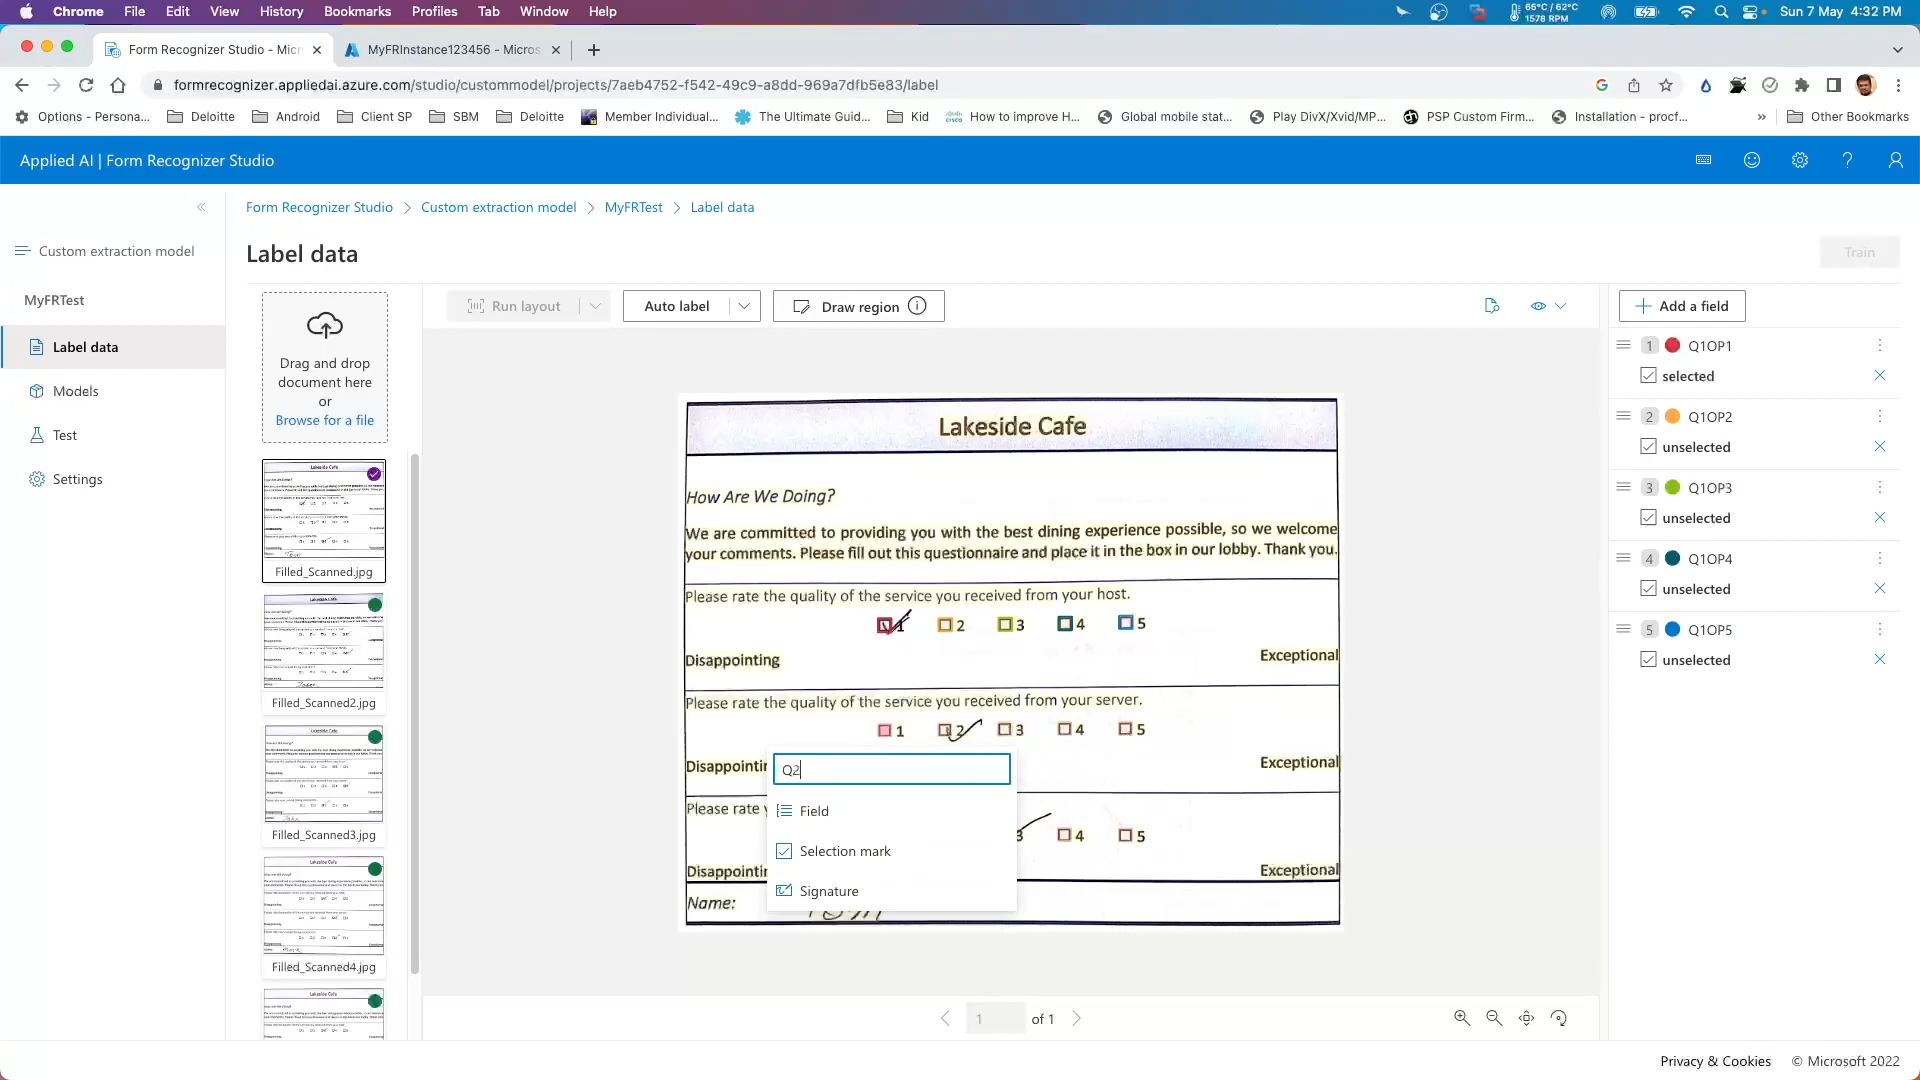 Chrome File Edit View History Bookmarks Profiles Tab Window Help
65°C / 62°C
1578 RPM
Sun 7 May 4:32 PM
Form Recognizer Studio - Micr
MyFRInstance123456 - Micros
formrecognizer.appliedai.azure.com/studio/custommodel/projects/7aeb4752-f542-49c9-a8dd-969a7dfb5e83/label
Options - Persona...
Deloitte
Android
Client SP
SBM
Deloitte
Member Individual...
The Ultimate Guid...
Kid
How to improve H...
Global mobile stat...
Play DivX/Xvid/MP...
PSP Custom Firm...
Installation - procf...
»
Other Bookmarks
Applied AI | Form Recognizer Studio
Form Recognizer Studio > Custom extraction model > MyFRTest > Label data
Custom extraction model
MyFRTest
Label data
Models
Test
Settings
Label data
Train
Drag and drop
document here
or
Browse for a file
Filled_Scanned.jpg
Filled_Scanned2.jpg
Filled_Scanned3.jpg
Filled_Scanned4.jpg
Run layout
Auto label
Draw region
Lakeside Cafe
How Are We Doing?
We are committed to providing you with the best dining experience possible, so we welcome
your comments. Please fill out this questionnaire and place it in the box in our lobby. Thank you.
Please rate the quality of the service you received from your host.
1 2 3 4 5
Disappointing Exceptional
Please rate the quality of the service you received from your server.
1 2 3 4 5
Disappointin Exceptional
Q2
Field
Selection mark
Signature
Please rate y
3 4 5
Disappointin Exceptional
Name:
1 of 1
Add a field
1 Q1OP1
selected
2 Q1OP2
unselected
3 Q1OP3
unselected
4 Q1OP4
unselected
5 Q1OP5
unselected
Privacy & Cookies © Microsoft 2022